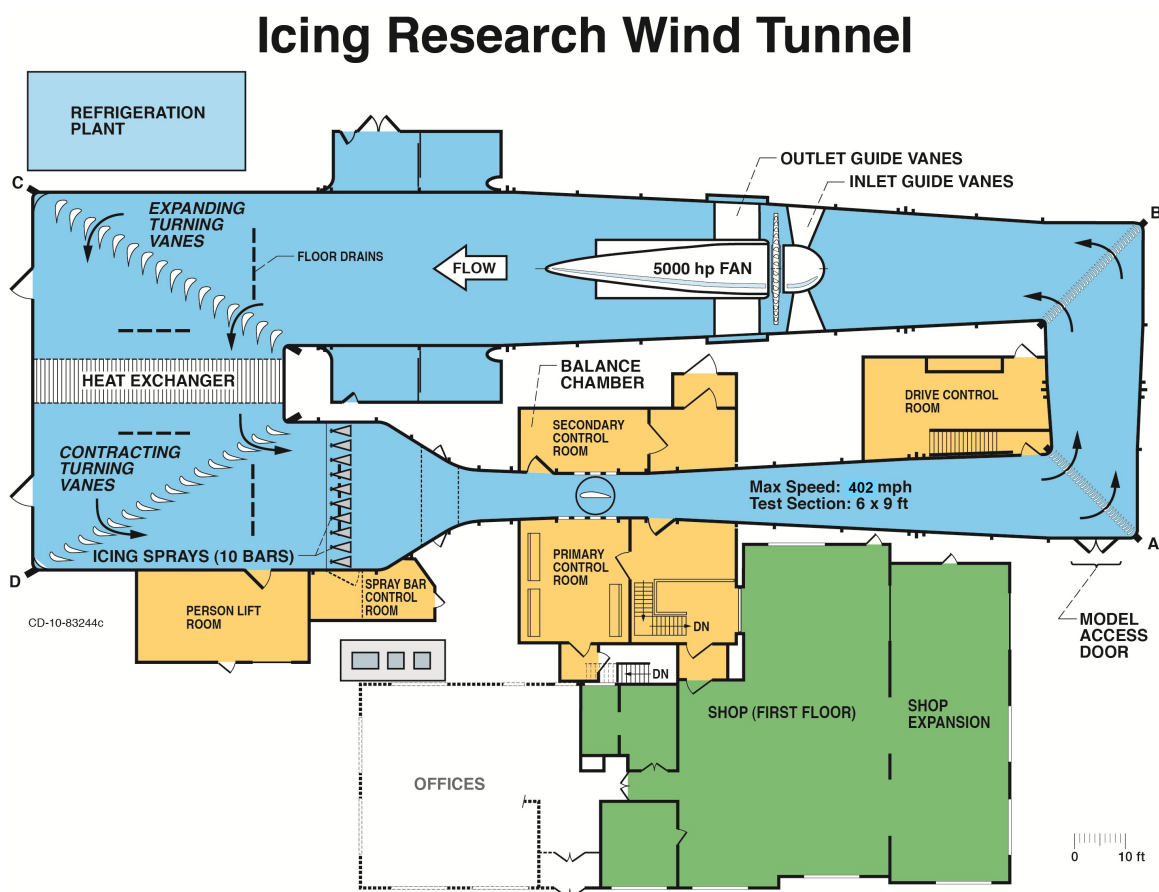 Icing Research Wind Tunnel
REFRIGERATION
PLANT
OUTLET GUIDE VANES
INLET GUIDE VANES
C
B
EXPANDING
TURNING
VANES
FLOOR DRAINS
FLOW
5000 hp FAN
HEAT EXCHANGER
BALANCE
CHAMBER
DRIVE CONTROL
ROOM
SECONDARY
CONTROL
ROOM
CONTRACTING
TURNING
VANES
Max Speed: 402 mph
Test Section: 6 x 9 ft
ICING SPRAYS (10 BARS)
A
D
PRIMARY
CONTROL
ROOM
SPRAY BAR
CONTROL
ROOM
PERSON LIFT
ROOM
CD-10-83244c
DN
MODEL
ACCESS
DOOR
DN
SHOP (FIRST FLOOR)
SHOP
EXPANSION
OFFICES
0 10 ft